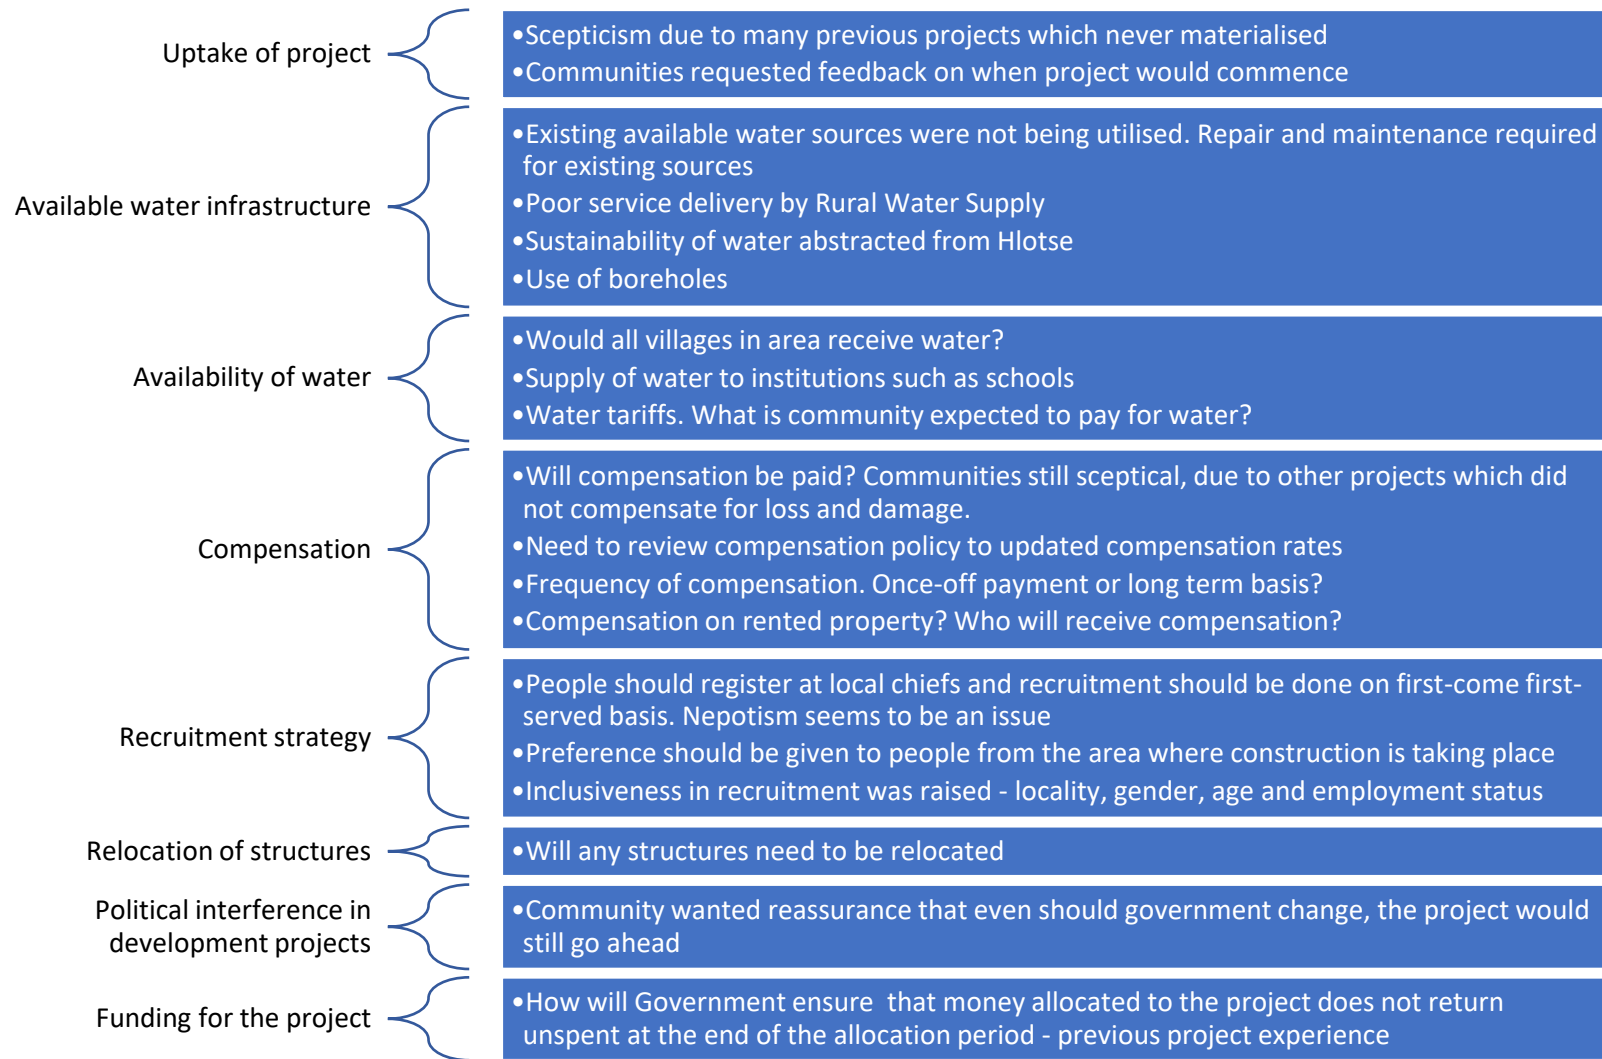 Uptake of project
•Scepticism due to many previous projects which never materialised
•Communities requested feedback on when project would commence
Available water infrastructure
•Existing available water sources were not being utilised. Repair and maintenance required
for existing sources
•Poor service delivery by Rural Water Supply
•Sustainability of water abstracted from Hlotse
•Use of boreholes
Availability of water
•Would all villages in area receive water?
•Supply of water to institutions such as schools
•Water tariffs. What is community expected to pay for water?
Compensation
•Will compensation be paid? Communities still sceptical, due to other projects which did
not compensate for loss and damage.
•Need to review compensation policy to updated compensation rates
•Frequency of compensation. Once-off payment or long term basis?
•Compensation on rented property? Who will receive compensation?
Recruitment strategy
•People should register at local chiefs and recruitment should be done on first-come first-
served basis. Nepotism seems to be an issue
•Preference should be given to people from the area where construction is taking place
•Inclusiveness in recruitment was raised - locality, gender, age and employment status
Relocation of structures
•Will any structures need to be relocated
Political interference in
development projects
•Community wanted reassurance that even should government change, the project would
still go ahead
Funding for the project
•How will Government ensure  that money allocated to the project does not return
unspent at the end of the allocation period - previous project experience